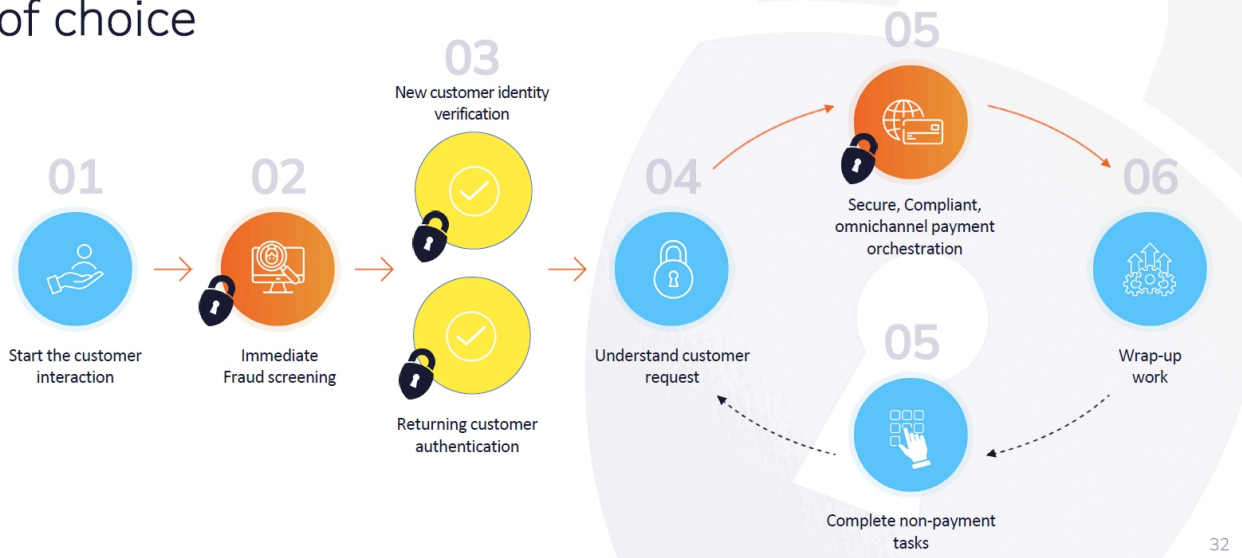 of choice
01
Start the customer
interaction
02
Immediate
Fraud screening
03
New customer identity
verification
Returning customer
authentication
04
Understand customer
request
05
Secure, Compliant,
omnichannel payment
orchestration
05
Complete non-payment
tasks
06
Wrap-up
work
32